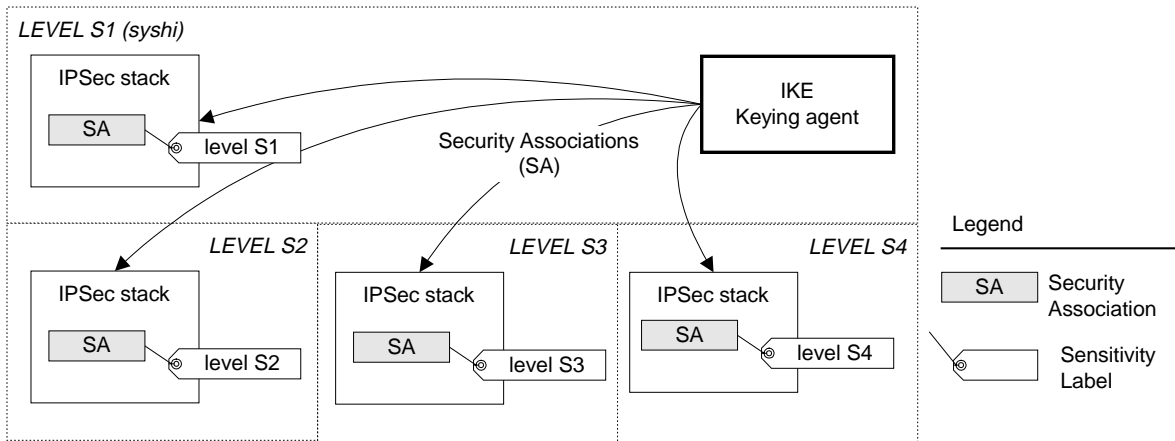 LEVEL S1 (syshi)
IPSec stack
SA
level S1
Security Associations
(SA)
IKE
Keying agent
LEVEL S2
IPSec stack
SA
level S2
LEVEL S3
IPSec stack
SA
level S3
LEVEL S4
IPSec stack
SA
level S4
Legend
SA
Security
Association
Sensitivity
Label